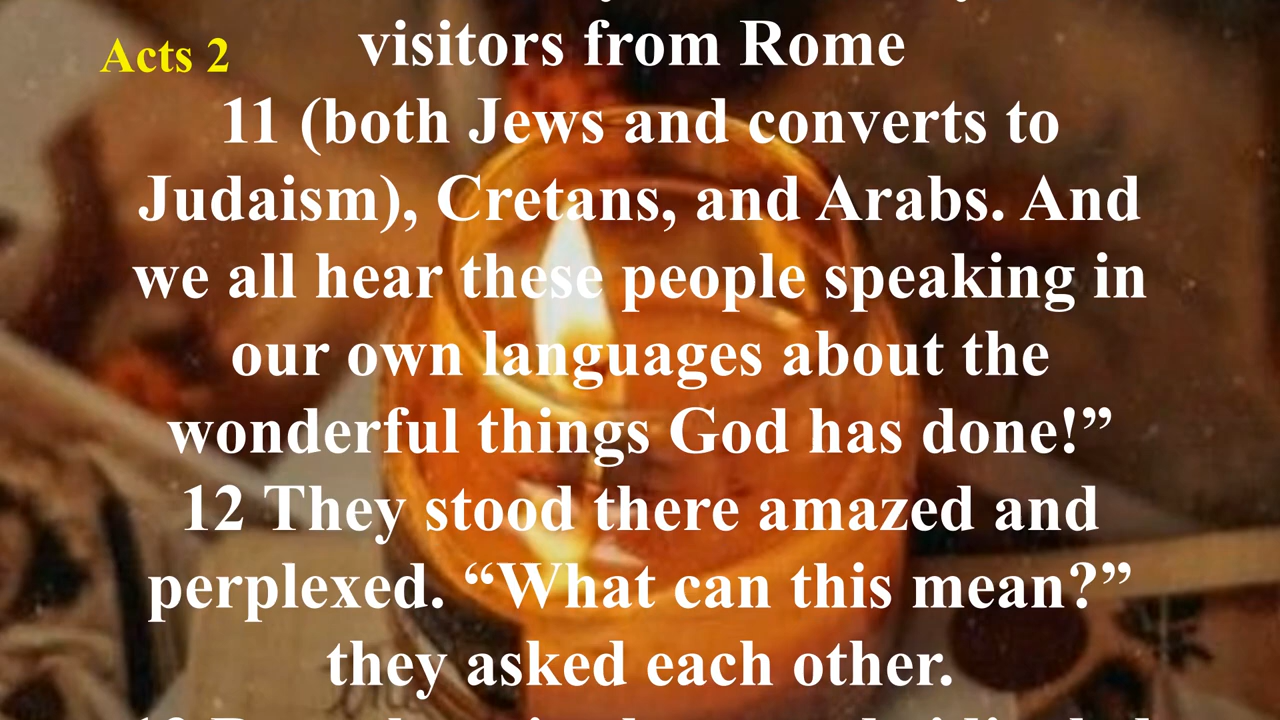 Acts 2
visitors from Rome
11 (both Jews and converts to
Judaism), Cretans, and Arabs. And
we all hear these people speaking in
our own languages about the
wonderful things God has done!”
12 They stood there amazed and
perplexed. “What can this mean?”
they asked each other.